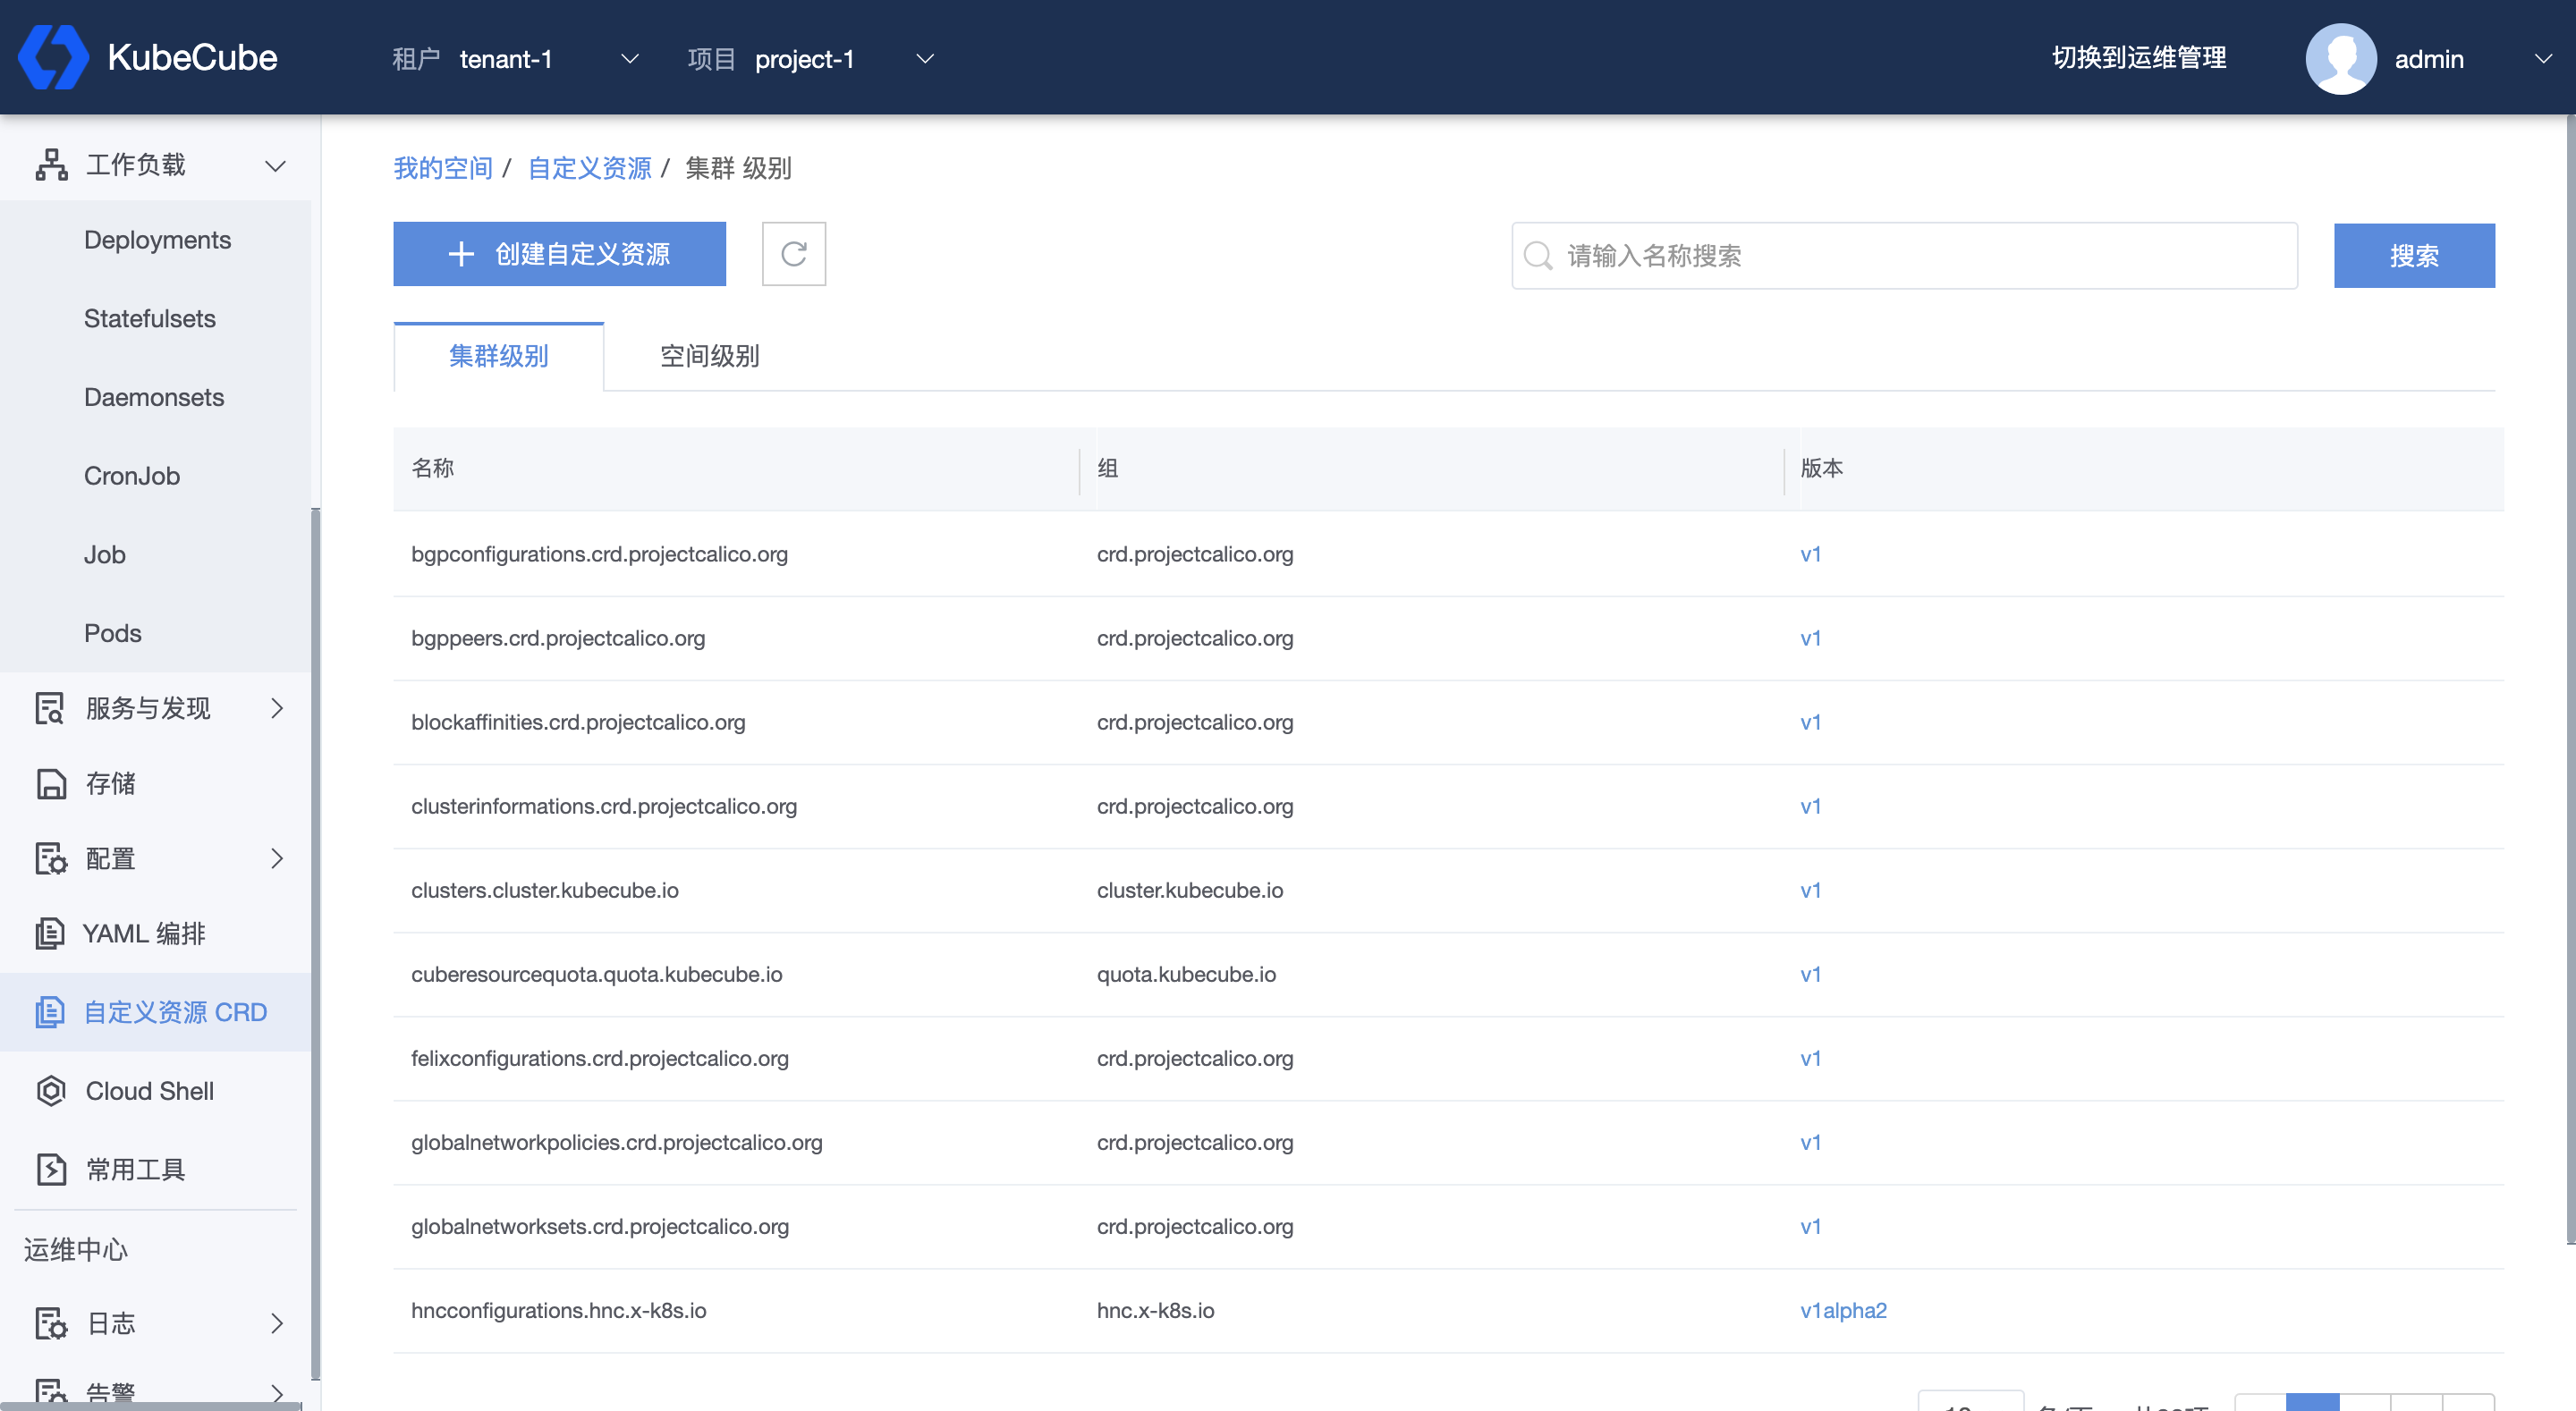 KubeCube
租户 tenant-1
项目 project-1
切换到运维管理
admin
工作负载
Deployments
Statefulsets
Daemonsets
CronJob
Job
Pods
服务与发现
存储
配置
YAML 编排
自定义资源 CRD
Cloud Shell
常用工具
运维中心
日志
告警
我的空间 / 自定义资源 / 集群 级别
创建自定义资源
请输入名称搜索
搜索
集群级别 空间级别
名称 组 版本
bgpconfigurations.crd.projectcalico.org crd.projectcalico.org v1
bgppeers.crd.projectcalico.org crd.projectcalico.org v1
blockaffinities.crd.projectcalico.org crd.projectcalico.org v1
clusterinformations.crd.projectcalico.org crd.projectcalico.org v1
clusters.cluster.kubecube.io cluster.kubecube.io v1
cuberesourcequota.quota.kubecube.io quota.kubecube.io v1
felixconfigurations.crd.projectcalico.org crd.projectcalico.org v1
globalnetworkpolicies.crd.projectcalico.org crd.projectcalico.org v1
globalnetworksets.crd.projectcalico.org crd.projectcalico.org v1
hncconfigurations.hnc.x-k8s.io hnc.x-k8s.io v1alpha2